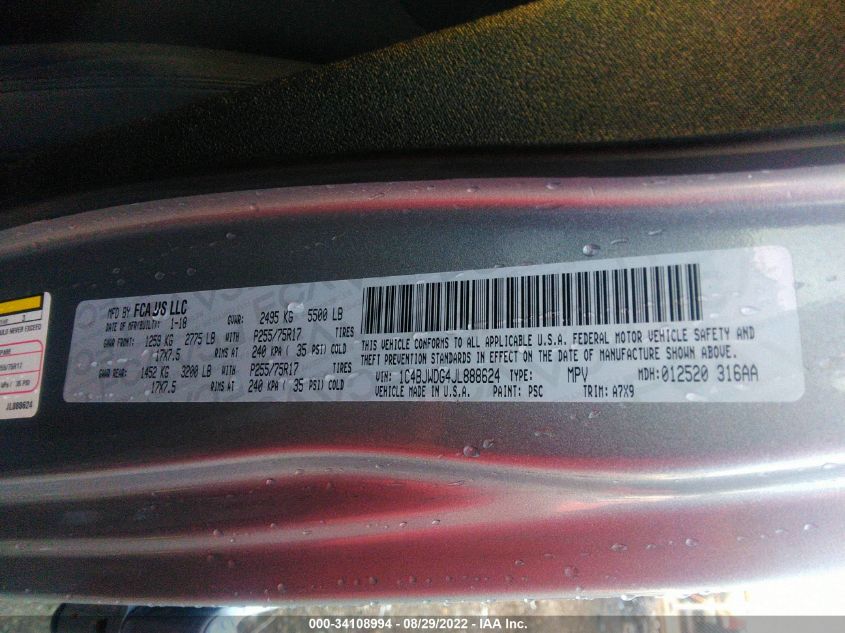 MFD BY FCA US LLC
DATE OF MFR/BUILT: 1-18 GVWR: 2495 KG 5500 LB
GAWR FRONT: 1259 KG 2775 LB WITH P255/75R17 TIRES
17X7.5 RIMS AT 240 KPA ( 35 PSI) COLD
GAWR REAR: 1452 KG 3200 LB WITH P255/75R17 TIRES
17X7.5 RIMS AT 240 KPA ( 35 PSI) COLD
THIS VEHICLE CONFORMS TO ALL APPLICABLE U.S.A. FEDERAL MOTOR VEHICLE SAFETY AND
THEFT PREVENTION STANDARDS IN EFFECT ON THE DATE OF MANUFACTURE SHOWN ABOVE.
VIN: 1C4BJWDG4JL888624 TYPE: MPV MDH:012520 316AA
VEHICLE MADE IN U.S.A. PAINT: PSC TRIM: A7X9
NEVER EXCEED
35 PSI
JL888624
000-34108994 - 08/29/2022 - IAA Inc.